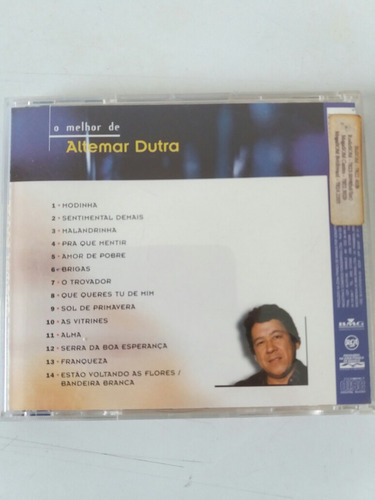 o melhor de
Altemar Dutra
1 - MODINHA
2 - SENTIMENTAL DEMAIS
3 - MALANDRINHA
4 - PRA QUE MENTIR
5 - AMOR DE POBRE
6 - BRIGAS
7 - O TROVADOR
8 - QUE QUERES TU DE MIM
9 - SOL DE PRIMAVERA
10 - AS VITRINES
11 - ALMA
12 - SERRA DA BOA ESPERANÇA
13 - FRANQUEZA
14 - ESTÃO VOLTANDO AS FLORES /
BANDEIRA BRANCA
BMG